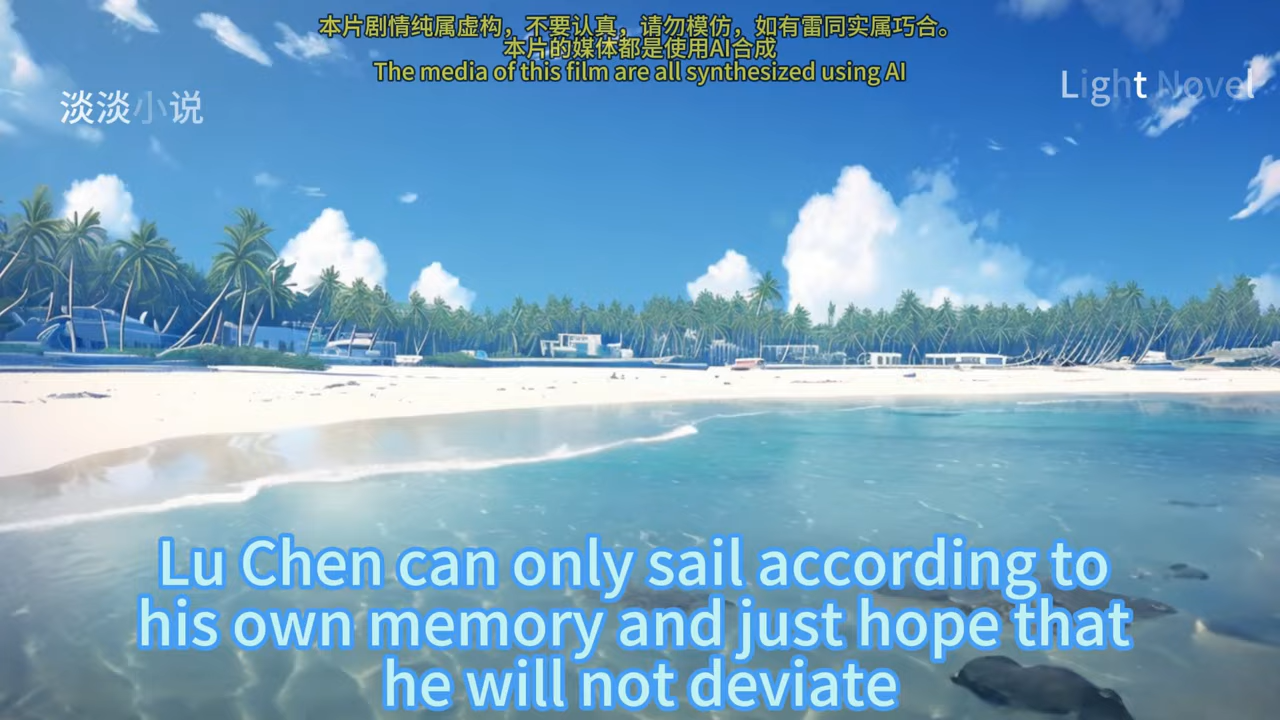 本片剧情纯属虚构，不要认真，请勿模仿，如有雷同实属巧合。
本片的媒体都是使用AI合成
The media of this film are all synthesized using AI
淡淡小说
Light Novel
Lu Chen can only sail according to
his own memory and just hope that
he will not deviate